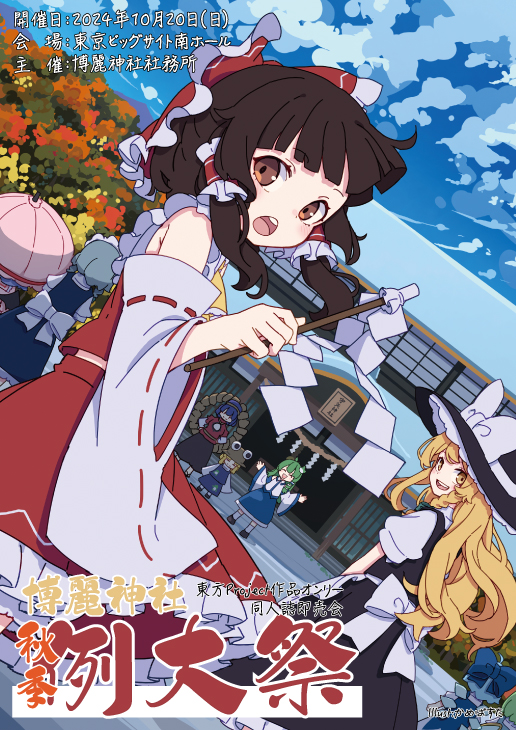 開催日:2024年10月20日(日)
会　場:東京ビッグサイト南ホール
主　催:博麗神社社務所
博麗神社
秋季例大祭
東方Project作品オンリー
同人誌即売会